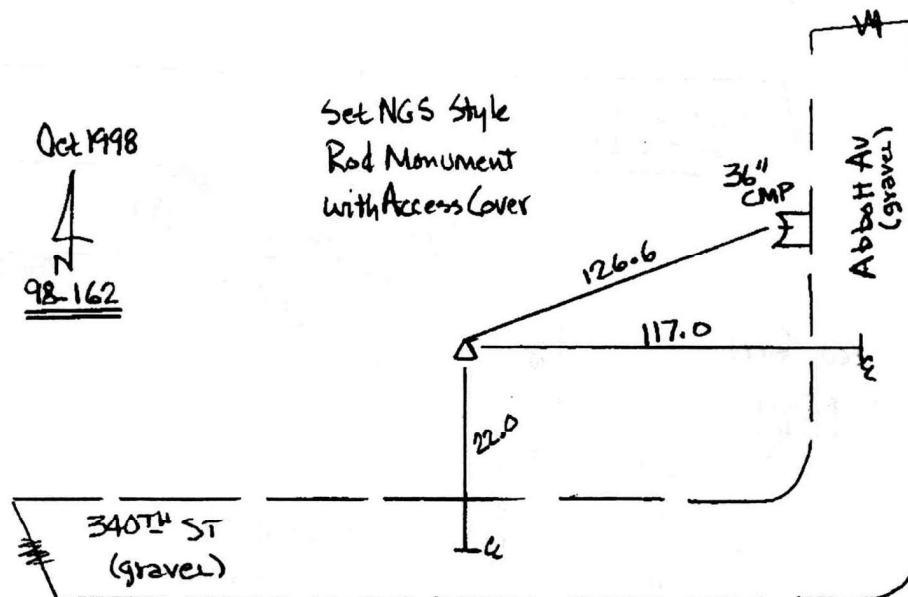 Oct 1998
N
98-162
Set NGS Style
Rod Monument
with Access Cover
36"
CMP
Abbott Av
(gravel)
126.6
117.0
℄
22.0
℄
340TH ST
(gravel)